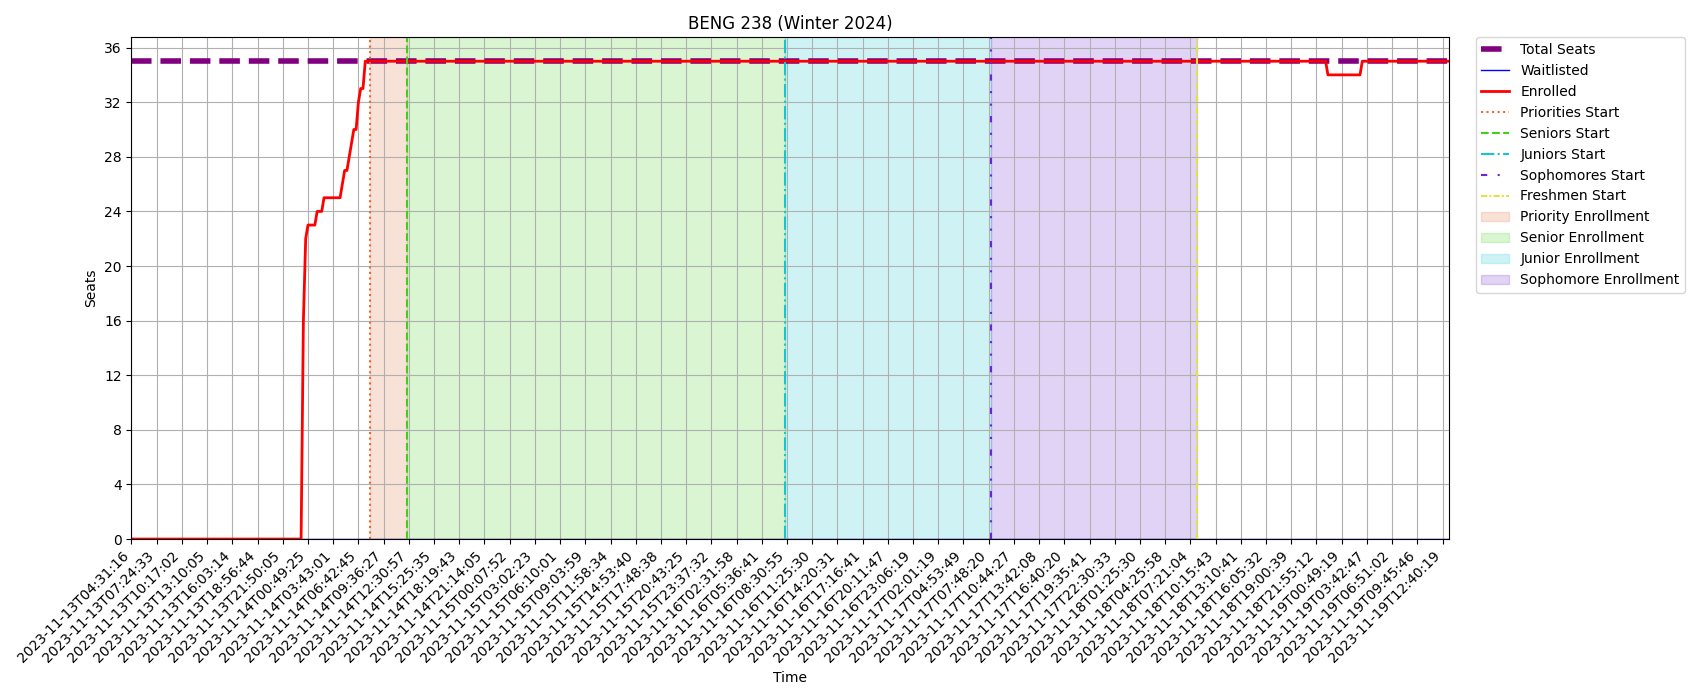 BENG 238 (Winter 2024)
36
32
28
24
20
16
12
8
4
0
Seats
2023-11-13T04:31:16
2023-11-13T07:24:33
2023-11-13T10:17:02
2023-11-13T13:10:05
2023-11-13T16:03:14
2023-11-13T18:56:44
2023-11-13T21:50:05
2023-11-14T00:49:25
2023-11-14T03:43:01
2023-11-14T06:42:45
2023-11-14T09:36:27
2023-11-14T12:30:57
2023-11-14T15:25:35
2023-11-14T18:19:43
2023-11-14T21:14:05
2023-11-15T00:07:52
2023-11-15T03:02:23
2023-11-15T06:10:01
2023-11-15T09:03:59
2023-11-15T11:58:34
2023-11-15T14:53:40
2023-11-15T17:48:38
2023-11-15T20:43:25
2023-11-15T23:37:32
2023-11-16T02:31:58
2023-11-16T05:36:41
2023-11-16T08:30:55
2023-11-16T11:25:30
2023-11-16T14:20:31
2023-11-16T17:16:41
2023-11-16T20:11:47
2023-11-16T23:06:19
2023-11-17T02:01:19
2023-11-17T04:53:49
2023-11-17T07:48:20
2023-11-17T10:44:27
2023-11-17T13:42:08
2023-11-17T16:40:20
2023-11-17T19:35:41
2023-11-17T22:30:33
2023-11-18T01:25:30
2023-11-18T04:25:58
2023-11-18T07:21:04
2023-11-18T10:15:43
2023-11-18T13:10:41
2023-11-18T16:05:32
2023-11-18T19:00:39
2023-11-18T21:55:12
2023-11-19T00:49:19
2023-11-19T03:42:47
2023-11-19T06:51:02
2023-11-19T09:45:46
2023-11-19T12:40:19
Time
Total Seats
Waitlisted
Enrolled
Priorities Start
Seniors Start
Juniors Start
Sophomores Start
Freshmen Start
Priority Enrollment
Senior Enrollment
Junior Enrollment
Sophomore Enrollment